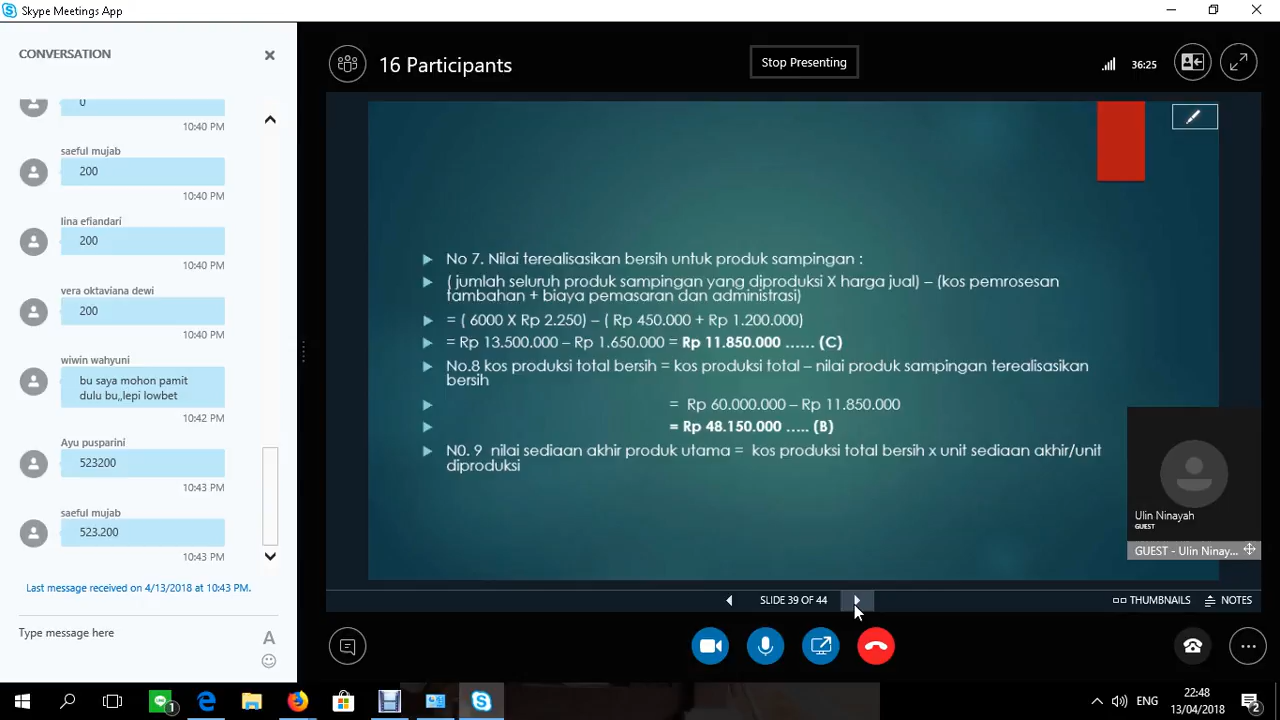 Skype Meetings App
CONVERSATION
0
10:40 PM
saeful mujab
200
10:40 PM
lina efiandari
200
10:40 PM
vera oktaviana dewi
200
10:40 PM
wiwin wahyuni
bu saya mohon pamit
dulu bu,,lepi lowbet
10:42 PM
Ayu pusparini
523200
10:43 PM
saeful mujab
523.200
10:43 PM
Last message received on 4/13/2018 at 10:43 PM.
Type message here
A
16 Participants
Stop Presenting
36:25
No 7. Nilai terealisasikan bersih untuk produk sampingan :
( jumlah seluruh produk sampingan yang diproduksi X harga jual) – (kos pemrosesan
tambahan + biaya pemasaran dan administrasi)
= ( 6000 X Rp 2.250) – ( Rp 450.000 + Rp 1.200.000)
= Rp 13.500.000 – Rp 1.650.000 = Rp 11.850.000 …… (C)
No.8 kos produksi total bersih = kos produksi total – nilai produk sampingan terealisasikan
bersih
= Rp 60.000.000 – Rp 11.850.000
= Rp 48.150.000 ….. (B)
N0. 9 nilai sediaan akhir produk utama = kos produksi total bersih x unit sediaan akhir/unit
diproduksi
Ulin Ninayah
GUEST
GUEST - Ulin Ninay...
SLIDE 39 OF 44
THUMBNAILS
NOTES
1
ENG
22:48
13/04/2018
2